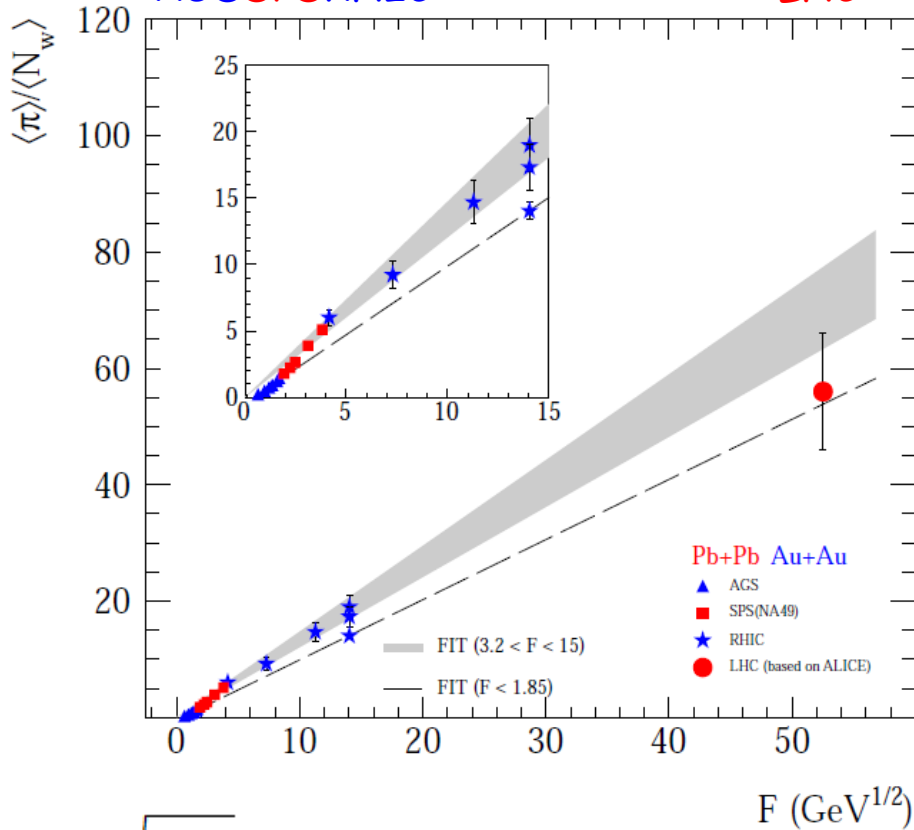 120
100
80
60
40
20
⟨π⟩/⟨N_w⟩
25
20
15
10
5
0
0 5 10 15
Pb+Pb Au+Au
AGS
SPS(NA49)
RHIC
LHC (based on ALICE)
FIT (3.2 < F < 15)
FIT (F < 1.85)
0 10 20 30 40 50
F (GeV^{1/2})